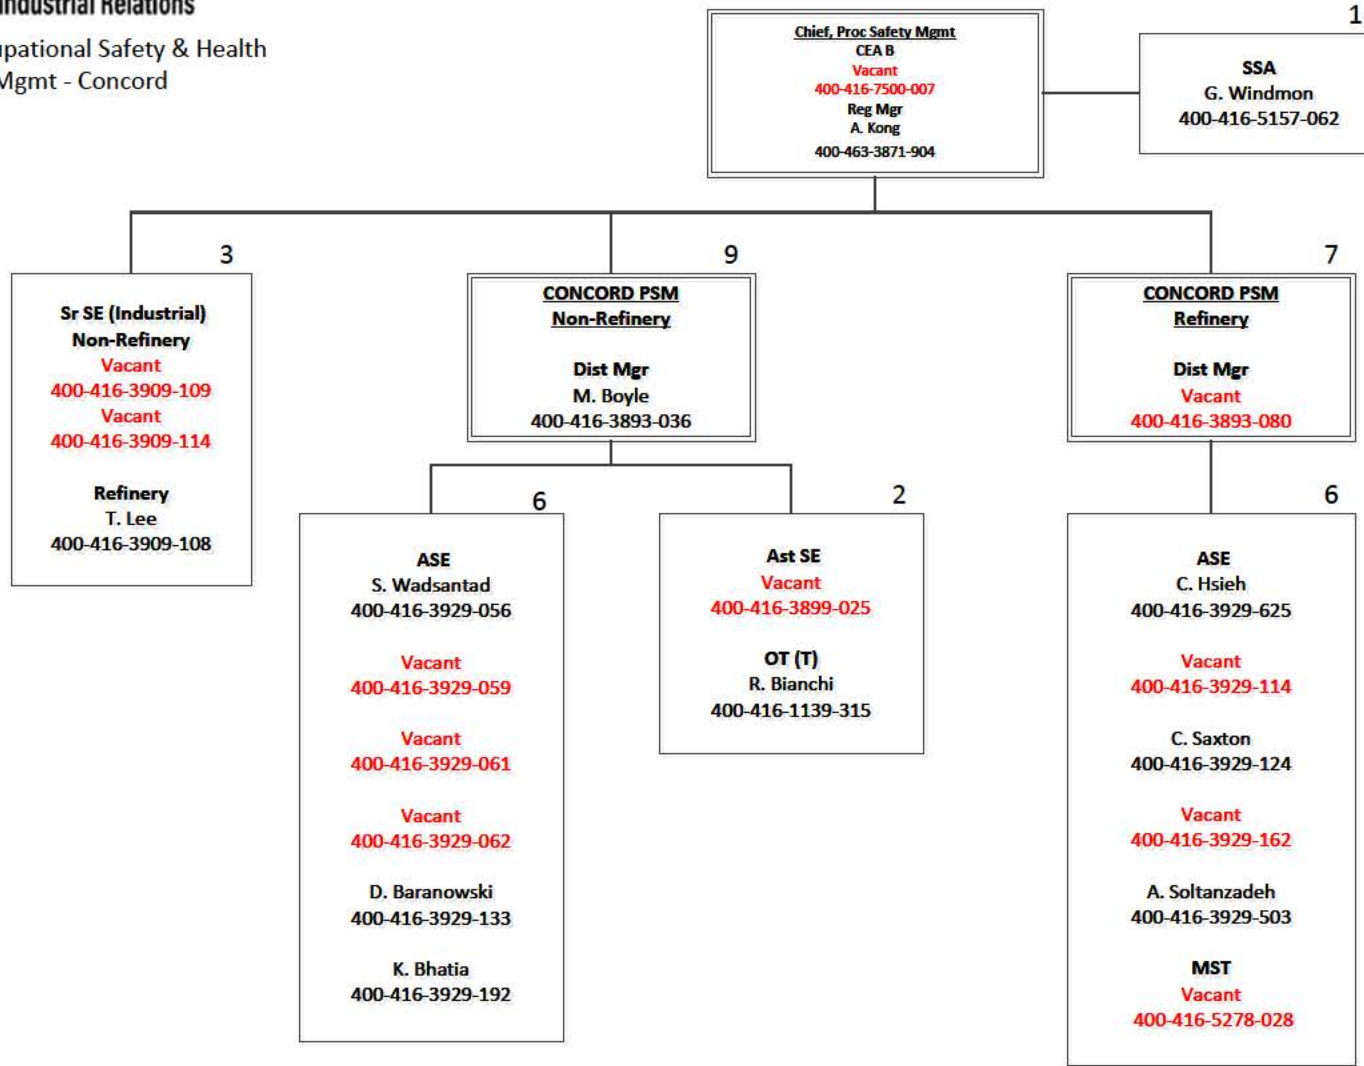 Industrial Relations
upational Safety & Health
Mgmt - Concord
Chief, Proc Safety Mgmt
CEA B
Vacant
400-416-7500-007
Reg Mgr
A. Kong
400-463-3871-904
1
SSA
G. Windmon
400-416-5157-062
3
Sr SE (Industrial)
Non-Refinery
Vacant
400-416-3909-109
Vacant
400-416-3909-114
Refinery
T. Lee
400-416-3909-108
9
CONCORD PSM
Non-Refinery
Dist Mgr
M. Boyle
400-416-3893-036
7
CONCORD PSM
Refinery
Dist Mgr
Vacant
400-416-3893-080
6
ASE
S. Wadsantad
400-416-3929-056
Vacant
400-416-3929-059
Vacant
400-416-3929-061
Vacant
400-416-3929-062
D. Baranowski
400-416-3929-133
K. Bhatia
400-416-3929-192
2
Ast SE
Vacant
400-416-3899-025
OT (T)
R. Bianchi
400-416-1139-315
6
ASE
C. Hsieh
400-416-3929-625
Vacant
400-416-3929-114
C. Saxton
400-416-3929-124
Vacant
400-416-3929-162
A. Soltanzadeh
400-416-3929-503
MST
Vacant
400-416-5278-028